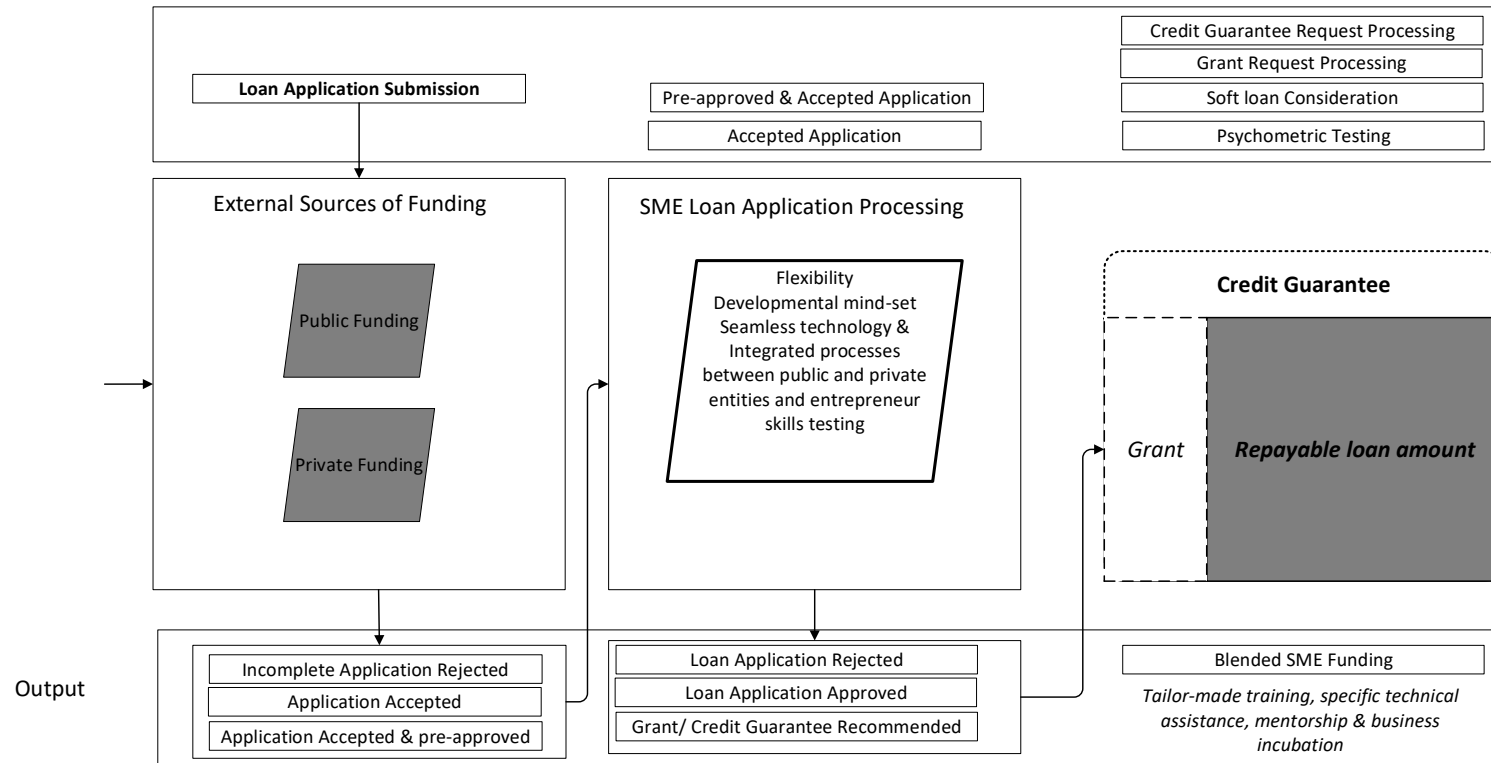 Credit Guarantee Request Processing
Grant Request Processing
Loan Application Submission
Pre-approved & Accepted Application
Soft loan Consideration
Accepted Application
Psychometric Testing
External Sources of Funding
Public Funding
Private Funding
SME Loan Application Processing
Flexibility
Developmental mind-set
Seamless technology &
Integrated processes
between public and private
entities and entrepreneur
skills testing
Credit Guarantee
Grant
Repayable loan amount
Output
Incomplete Application Rejected
Application Accepted
Application Accepted & pre-approved
Loan Application Rejected
Loan Application Approved
Grant/ Credit Guarantee Recommended
Blended SME Funding
Tailor-made training, specific technical
assistance, mentorship & business
incubation